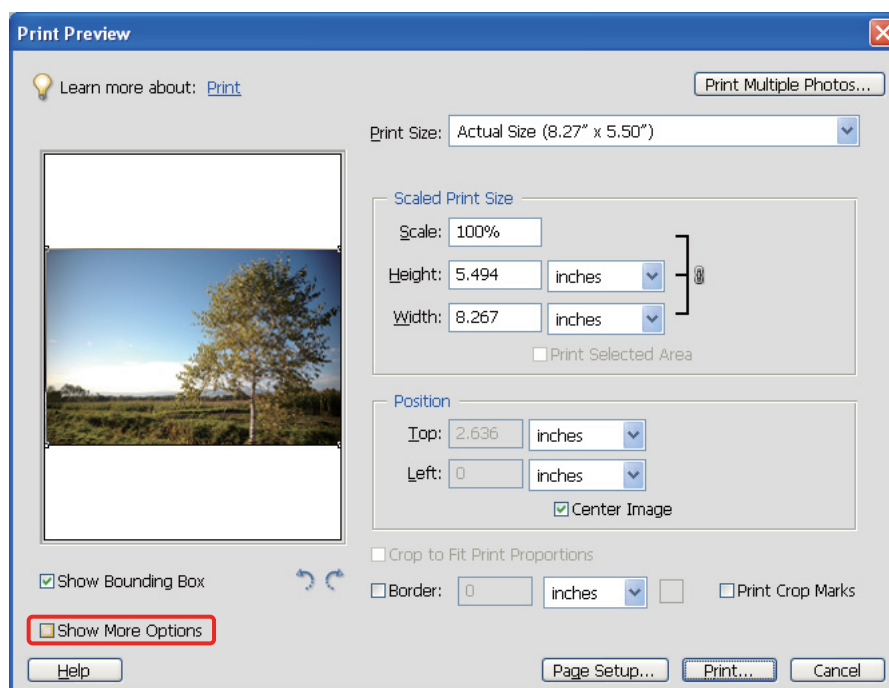 Print Preview
Learn more about: Print
Print Multiple Photos...
Print Size: Actual Size (8.27" x 5.50")
Scaled Print Size
Scale: 100%
Height: 5.494 inches
Width: 8.267 inches
Print Selected Area
Position
Top: 2.636 inches
Left: 0 inches
Center Image
Crop to Fit Print Proportions
Show Bounding Box
Border: 0 inches Print Crop Marks
Show More Options
Help Page Setup... Print... Cancel